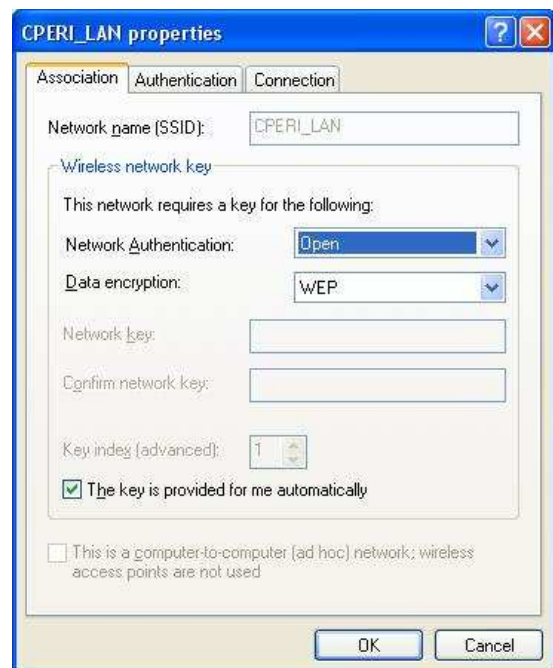 CPERI_LAN properties
Association Authentication Connection
Network name (SSID): CPERI_LAN
Wireless network key
This network requires a key for the following:
Network Authentication: Open
Data encryption: WEP
Network key:
Confirm network key:
Key index (advanced): 1
The key is provided for me automatically
This is a computer-to-computer (ad hoc) network; wireless
access points are not used
OK Cancel